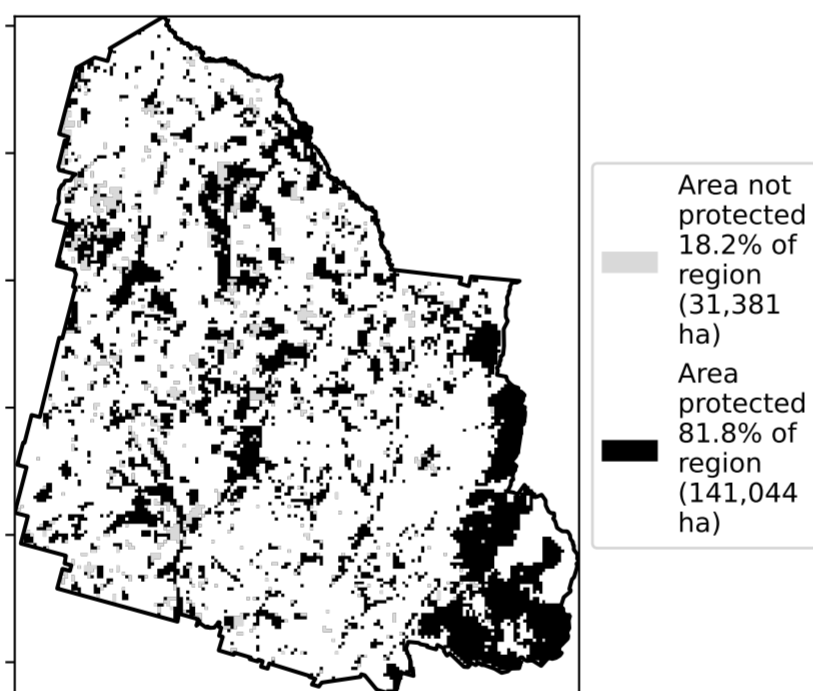 Area not
protected
18.2% of
region
(31,381
ha)
Area
protected
81.8% of
region
(141,044
ha)